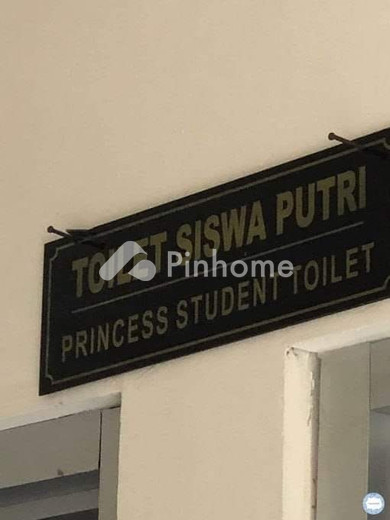 TOILET SISWA PUTRI
Pinhome
PRINCESS STUDENT TOILET